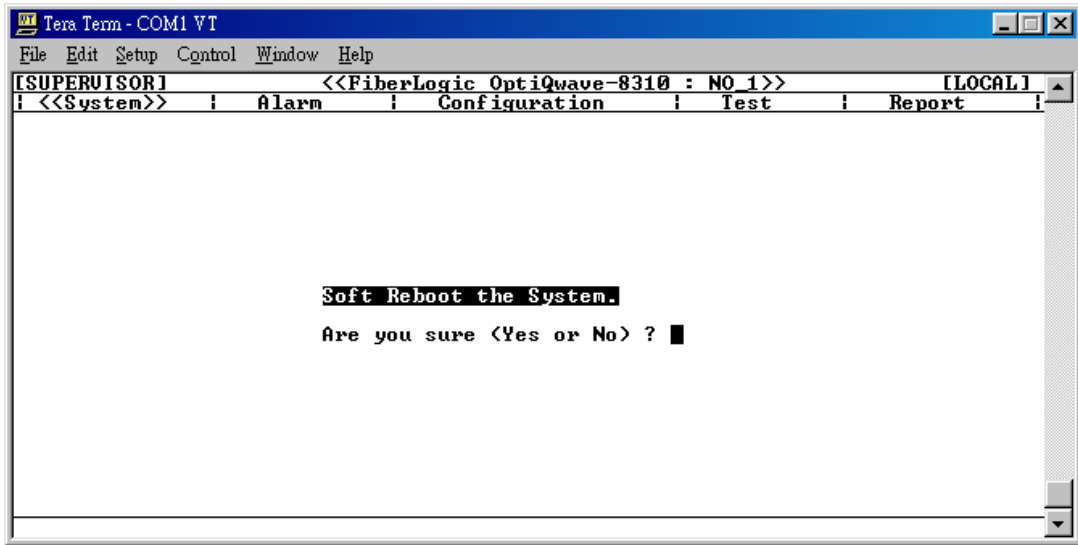 Tera Term - COM1 VT
File Edit Setup Control Window Help
[SUPERVISOR] <<FiberLogic OptiQwave-8310 : NO_1>> [LOCAL]
¦ <<System>> ¦ Alarm ¦ Configuration ¦ Test ¦ Report ¦
Soft Reboot the System.
Are you sure (Yes or No) ?